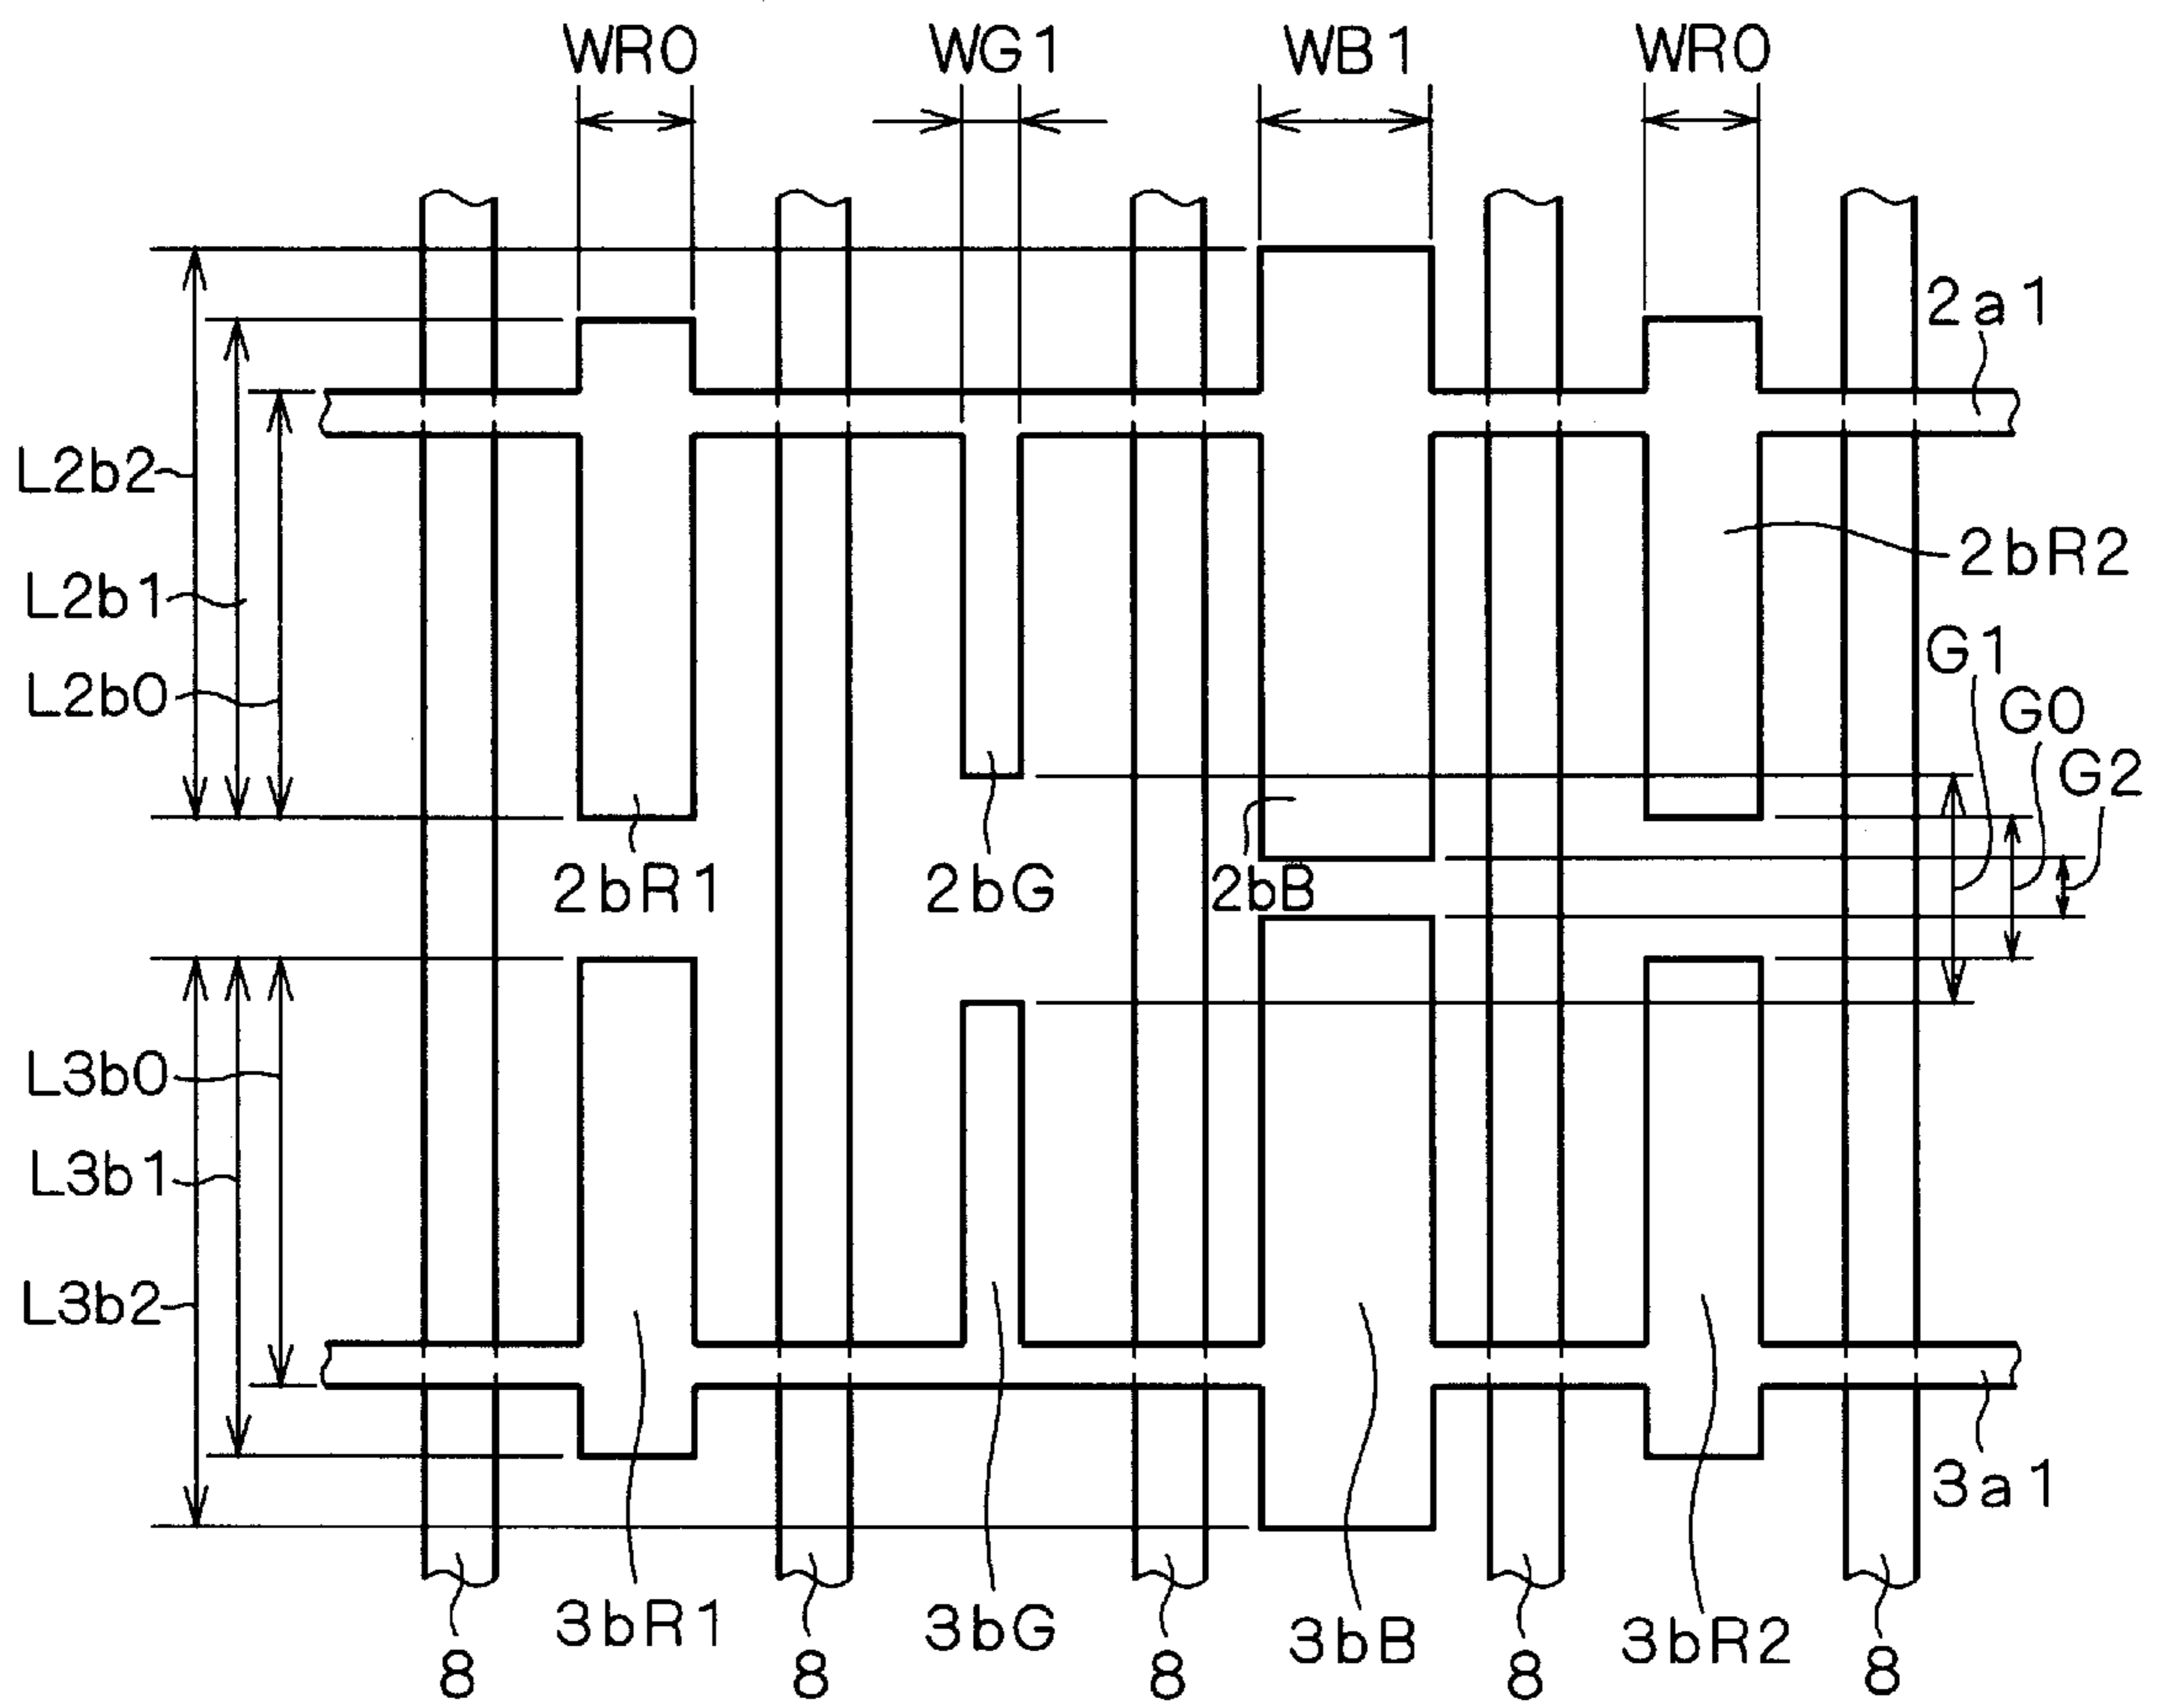 WR0 WG1 WB1 WR0
2a1
L2b2
2bR2
L2b1
G1
L2b0
G0
G2
2bR1 2bG 2bB
L3b0
L3b1
L3b2
3a1
3bR1 3bG 3bB 3bR2
8 8 8 8 8